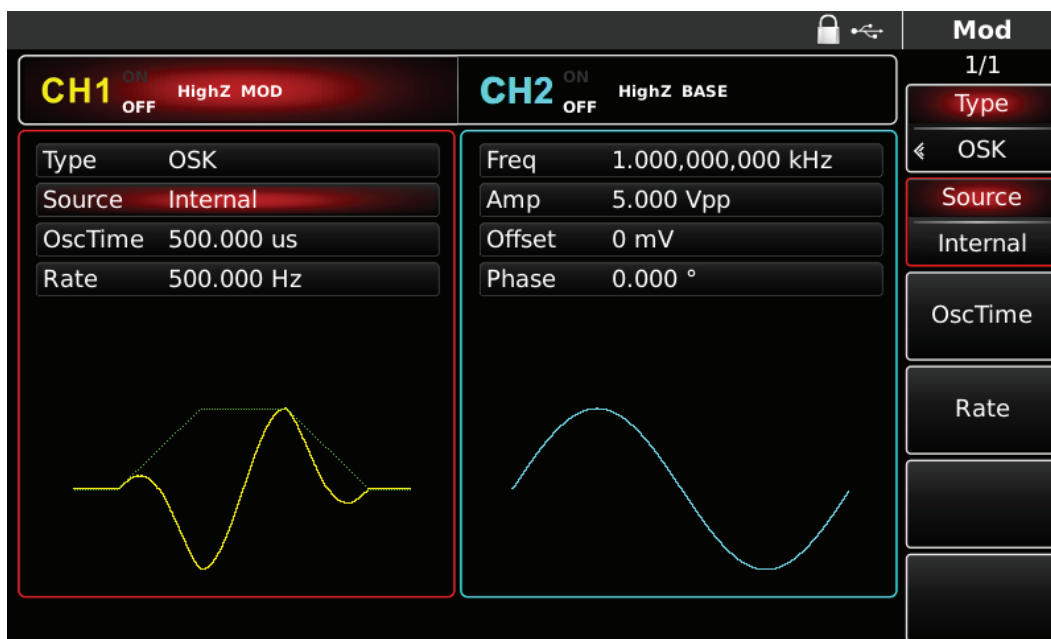 Mod
1/1
CH1 ON OFF HighZ MOD
CH2 ON OFF HighZ BASE
Type
OSK
Type OSK
Source Internal
OscTime 500.000 us
Rate 500.000 Hz
Freq 1.000,000,000 kHz
Amp 5.000 Vpp
Offset 0 mV
Phase 0.000 °
Source
Internal
OscTime
Rate